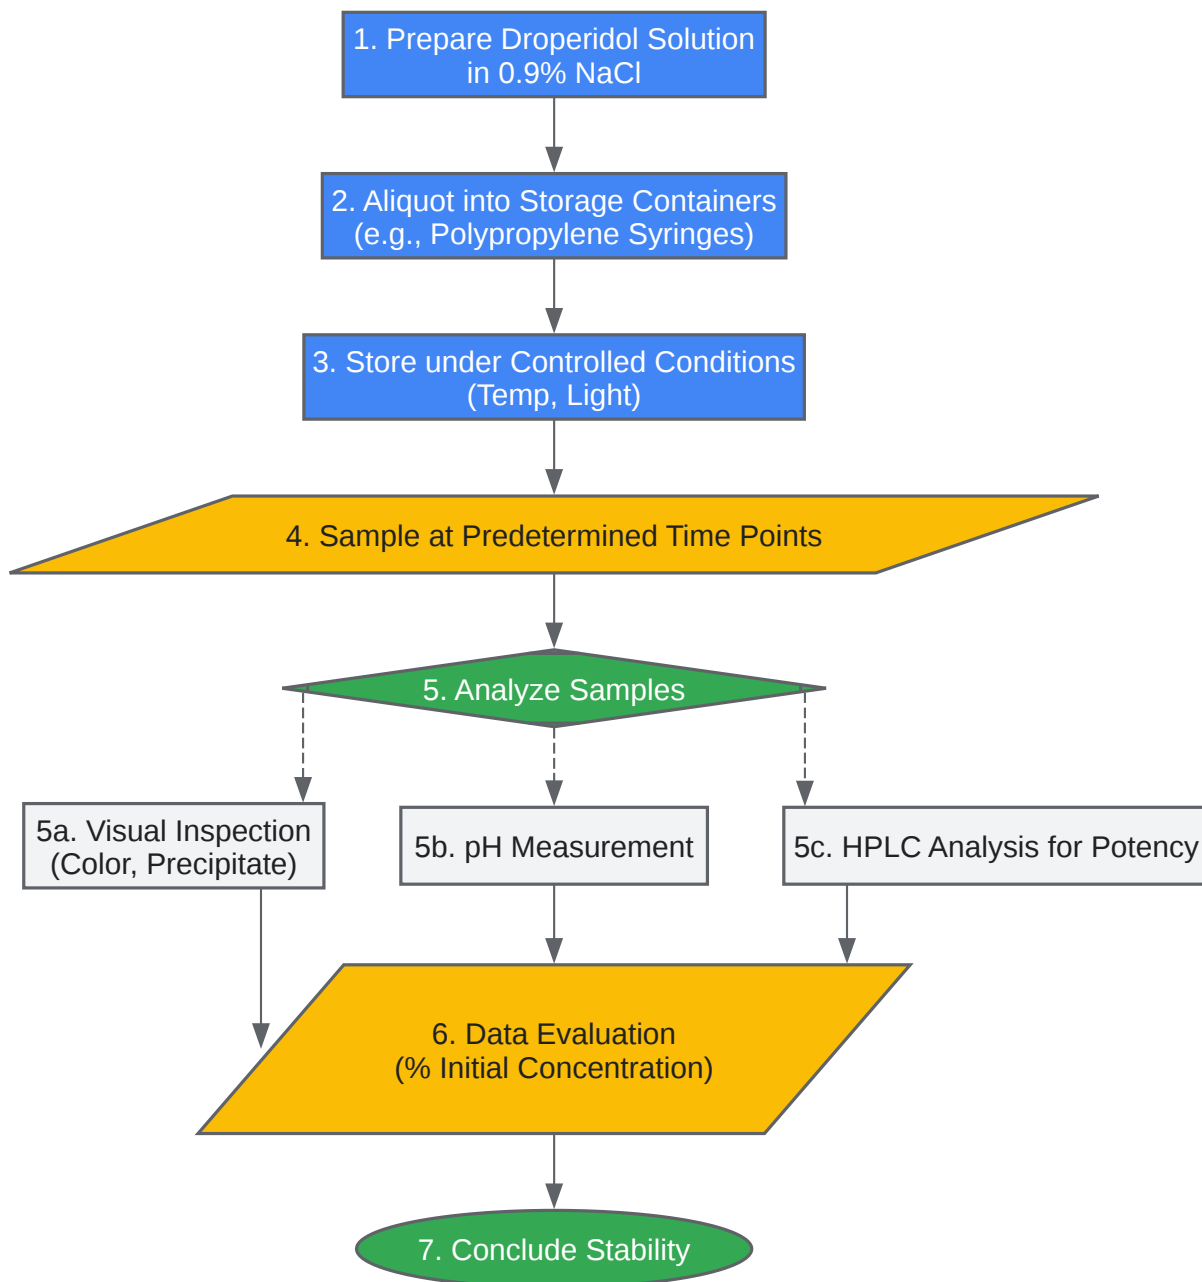 1. Prepare Droperidol Solution
in 0.9% NaCl
2. Aliquot into Storage Containers
(e.g., Polypropylene Syringes)
3. Store under Controlled Conditions
(Temp, Light)
4. Sample at Predetermined Time Points
5. Analyze Samples
5a. Visual Inspection
(Color, Precipitate)
5b. pH Measurement
5c. HPLC Analysis for Potency
6. Data Evaluation
(% Initial Concentration)
7. Conclude Stability